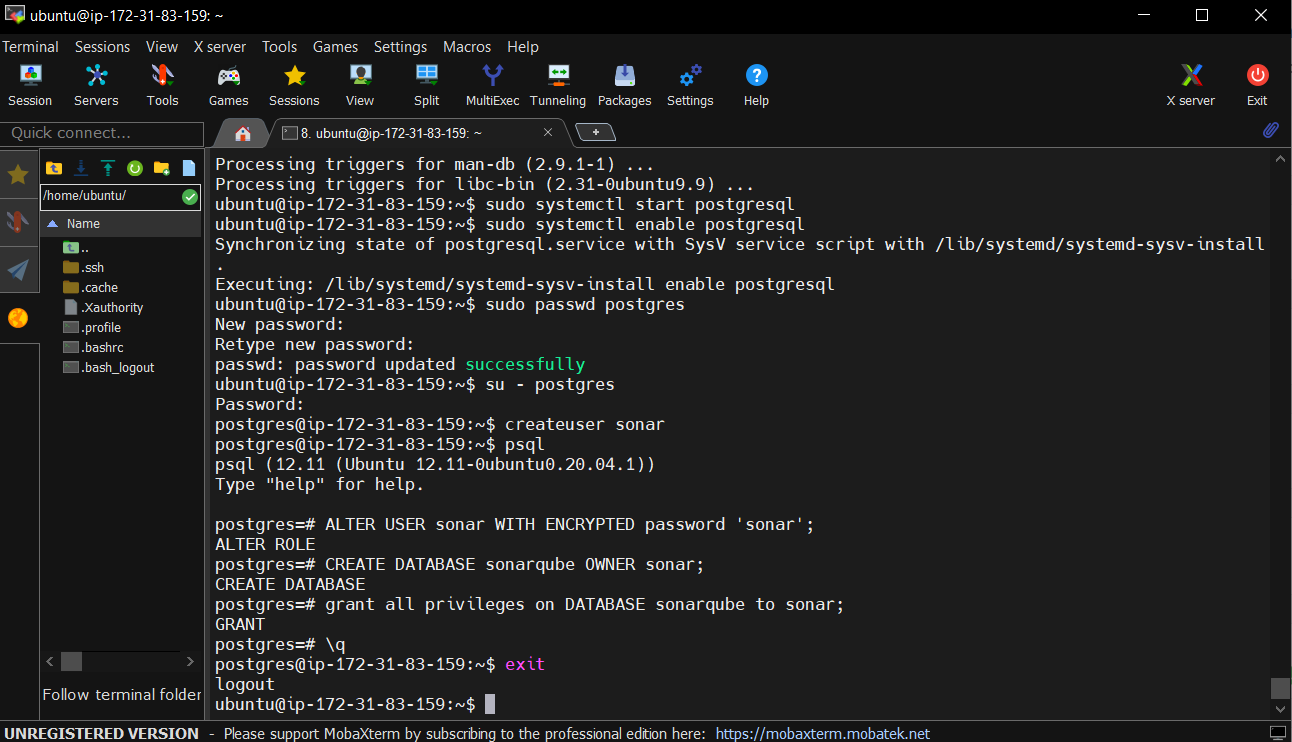 ubuntu@ip-172-31-83-159: ~
Terminal Sessions View X server Tools Games Settings Macros Help
Session Servers Tools Games Sessions View Split MultiExec Tunneling Packages Settings Help X server Exit
Quick connect...
8. ubuntu@ip-172-31-83-159: ~
/home/ubuntu/
Name
..
.ssh
.cache
.Xauthority
.profile
.bashrc
.bash_logout
Follow terminal folder
Processing triggers for man-db (2.9.1-1) ...
Processing triggers for libc-bin (2.31-0ubuntu9.9) ...
ubuntu@ip-172-31-83-159:~$ sudo systemctl start postgresql
ubuntu@ip-172-31-83-159:~$ sudo systemctl enable postgresql
Synchronizing state of postgresql.service with SysV service script with /lib/systemd/systemd-sysv-install
.
Executing: /lib/systemd/systemd-sysv-install enable postgresql
ubuntu@ip-172-31-83-159:~$ sudo passwd postgres
New password:
Retype new password:
passwd: password updated successfully
ubuntu@ip-172-31-83-159:~$ su - postgres
Password:
postgres@ip-172-31-83-159:~$ createuser sonar
postgres@ip-172-31-83-159:~$ psql
psql (12.11 (Ubuntu 12.11-0ubuntu0.20.04.1))
Type "help" for help.
postgres=# ALTER USER sonar WITH ENCRYPTED password 'sonar';
ALTER ROLE
postgres=# CREATE DATABASE sonarqube OWNER sonar;
CREATE DATABASE
postgres=# grant all privileges on DATABASE sonarqube to sonar;
GRANT
postgres=# \q
postgres@ip-172-31-83-159:~$ exit
logout
ubuntu@ip-172-31-83-159:~$
UNREGISTERED VERSION - Please support MobaXterm by subscribing to the professional edition here: https://mobaxterm.mobatek.net